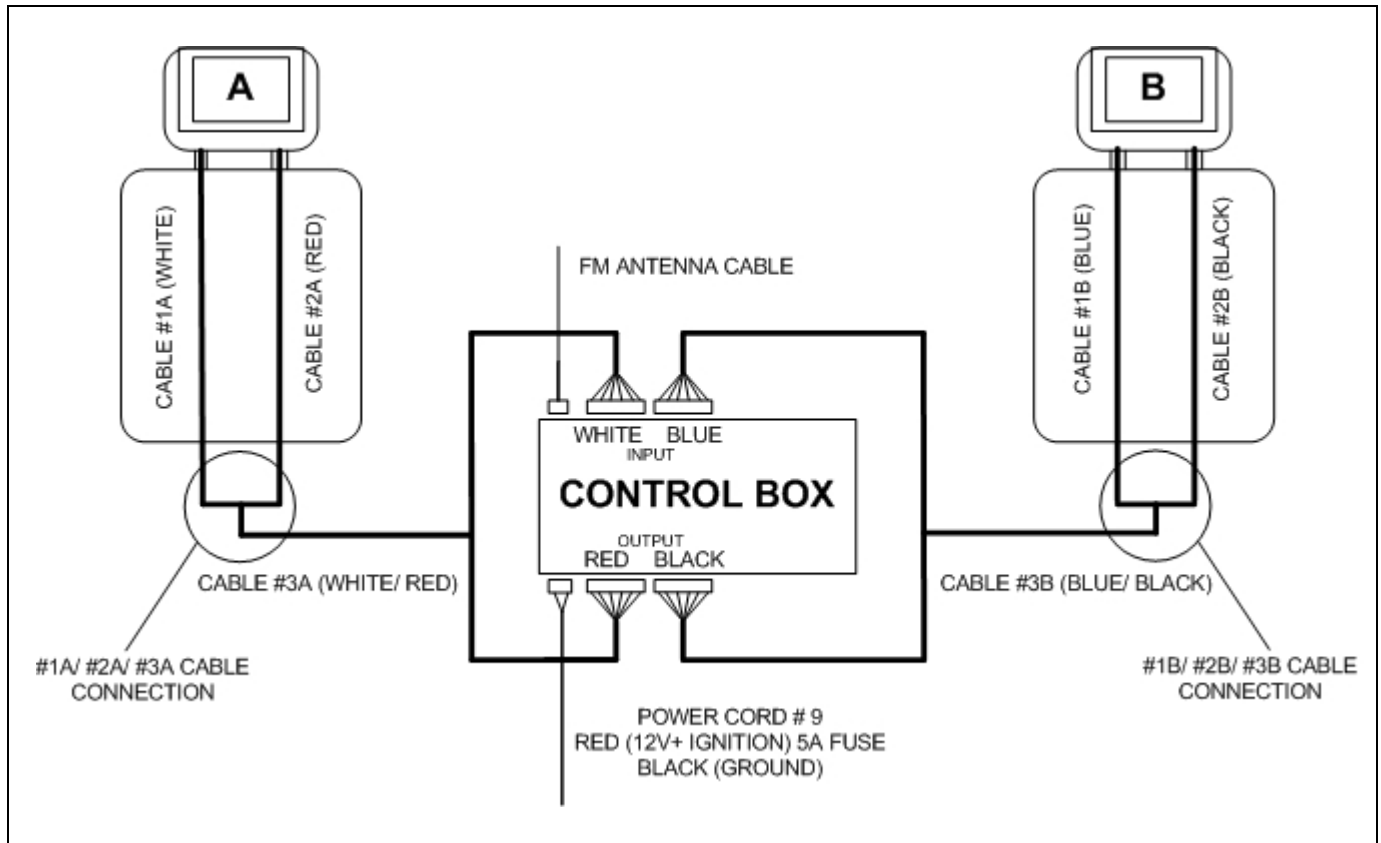 A
B
CABLE #1A (WHITE)
CABLE #2A (RED)
CABLE #1B (BLUE)
CABLE #2B (BLACK)
FM ANTENNA CABLE
WHITE BLUE
INPUT
CONTROL BOX
OUTPUT
RED BLACK
CABLE #3A (WHITE/ RED)
CABLE #3B (BLUE/ BLACK)
#1A/ #2A/ #3A CABLE
CONNECTION
#1B/ #2B/ #3B CABLE
CONNECTION
POWER CORD # 9
RED (12V+ IGNITION) 5A FUSE
BLACK (GROUND)